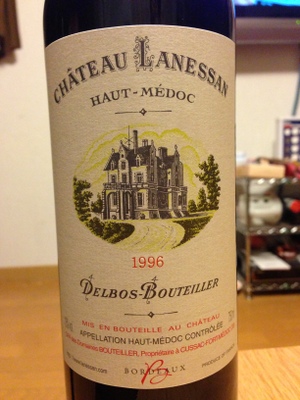 CHÂTEAU LANESSAN
HAUT-MÉDOC
1996
DELBOS-BOUTEILLER
MIS EN BOUTEILLE AU CHÂTEAU
APPELLATION HAUT-MÉDOC CONTRÔLÉE
Domaines BOUTEILLER, Propriétaire à CUSSAC-FORT-MÉDOC
BORDEAUX